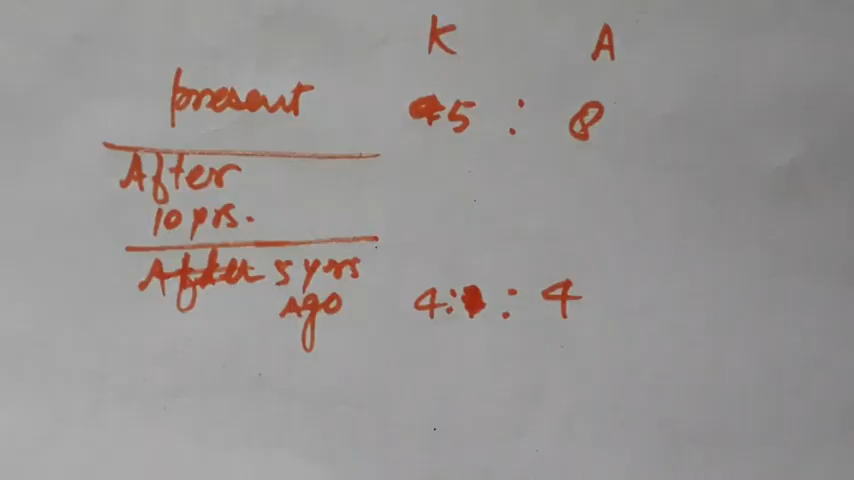 K A
present 5 : 8
After
10 yrs.
5 yrs
Ago 4: : 4